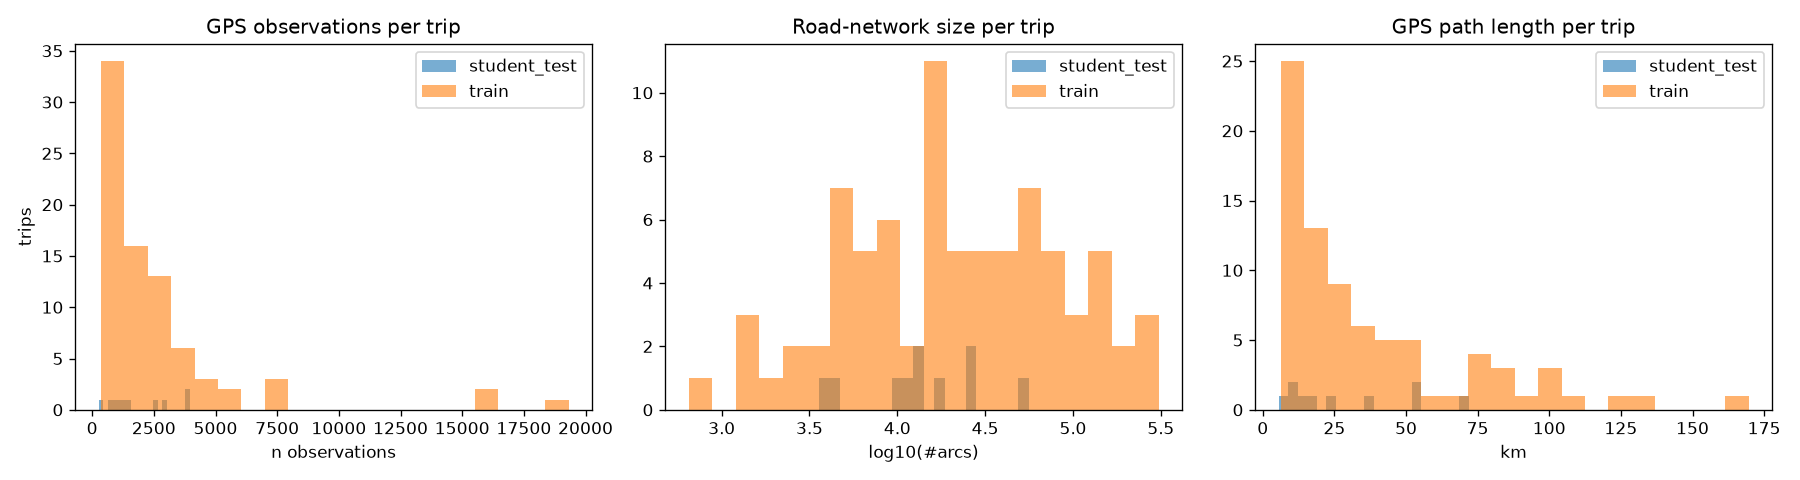 GPS observations per trip
student_test
train
trips
35
30
25
20
15
10
5
0
0 2500 5000 7500 10000 12500 15000 17500 20000
n observations
Road-network size per trip
student_test
train
10
8
6
4
2
0
3.0 3.5 4.0 4.5 5.0 5.5
log10(#arcs)
GPS path length per trip
student_test
train
25
20
15
10
5
0
0 25 50 75 100 125 150 175
km